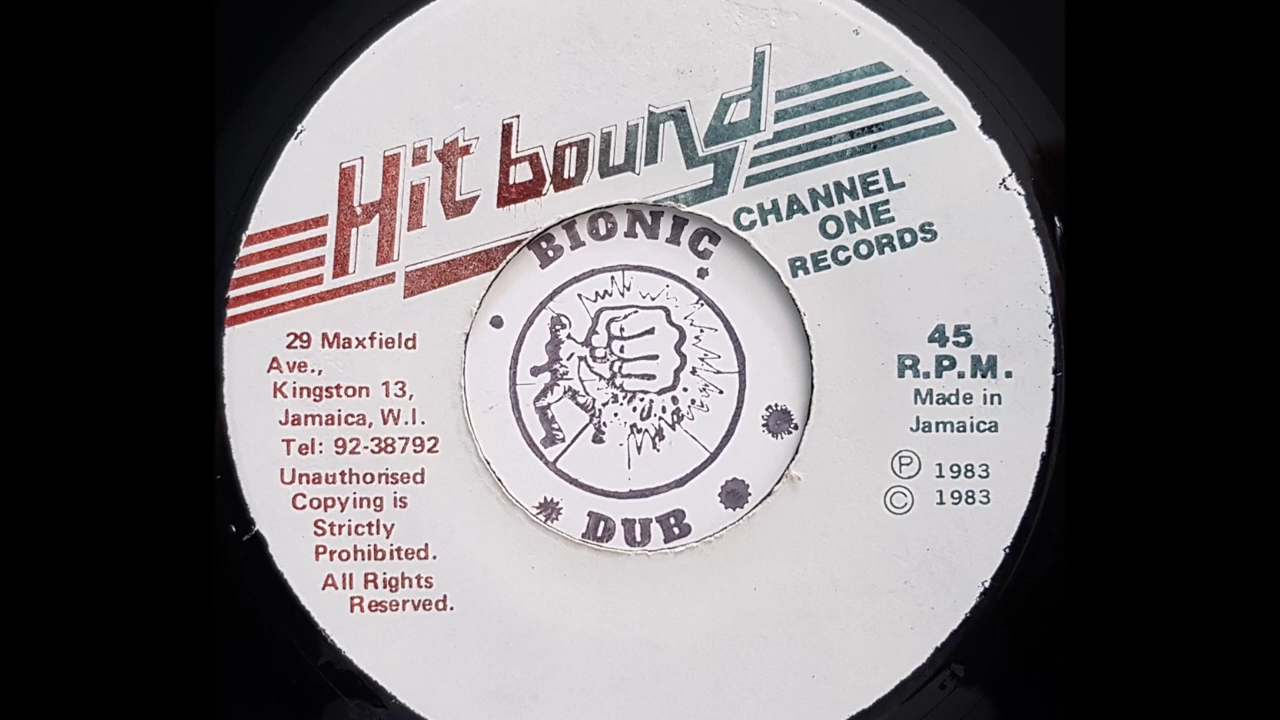 Hit bound
CHANNEL
ONE
RECORDS
BIONIC
DUB
29 Maxfield
Ave.,
Kingston 13,
Jamaica, W.I.
Tel: 92-38792
Unauthorised
Copying is
Strictly
Prohibited.
All Rights
Reserved.
45
R.P.M.
Made in
Jamaica
Ⓟ 1983
© 1983